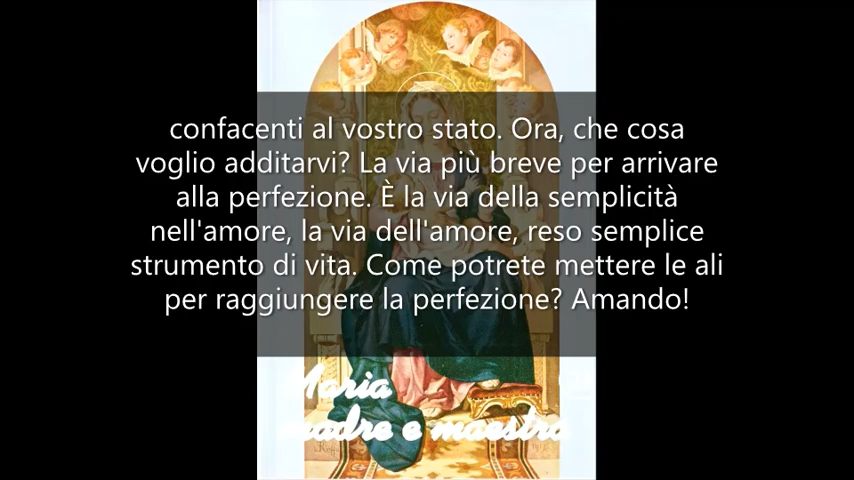 confacenti al vostro stato. Ora, che cosa
voglio additarvi? La via più breve per arrivare
alla perfezione. È la via della semplicità
nell'amore, la via dell'amore, reso semplice
strumento di vita. Come potrete mettere le ali
per raggiungere la perfezione? Amando!
Maria
madre e maestra